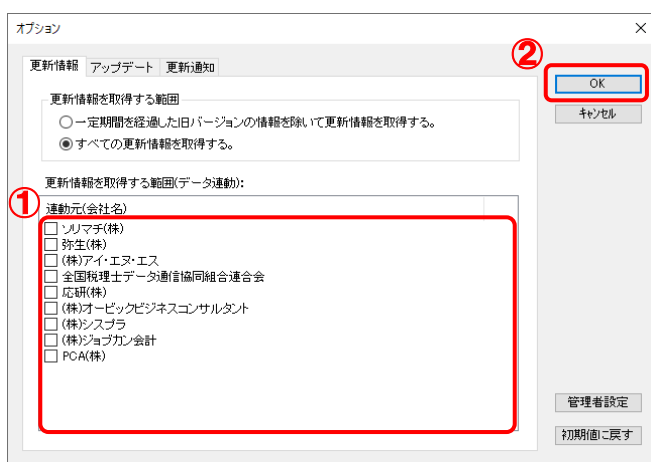 オプション
②
更新情報 アップデート 更新通知
OK
更新情報を取得する範囲
キャンセル
一定期間を経過した旧バージョンの情報を除いて更新情報を取得する。
すべての更新情報を取得する。
更新情報を取得する範囲(データ連動):
①
連動元(会社名)
ソリマチ(株)
弥生(株)
(株)アイ・エヌ・エス
全国税理士データ通信協同組合連合会
応研(株)
(株)オービックビジネスコンサルタント
(株)シスプラ
(株)ジョブカン会計
PCA(株)
管理者設定
初期値に戻す